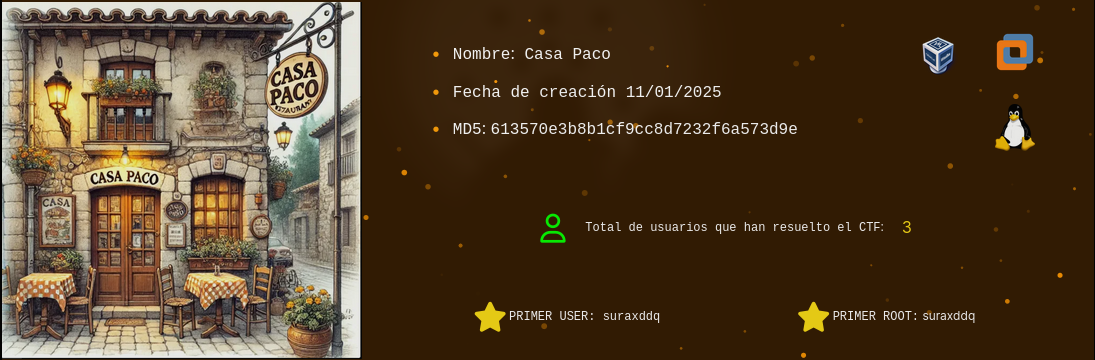 CASA
PACO
RESTAURANT
CASA PACO
CASA
Nombre: Casa Paco
Fecha de creación 11/01/2025
MD5: 613570e3b8b1cf9cc8d7232f6a573d9e
Total de usuarios que han resuelto el CTF: 3
PRIMER USER: suraxddq
PRIMER ROOT: suraxddq